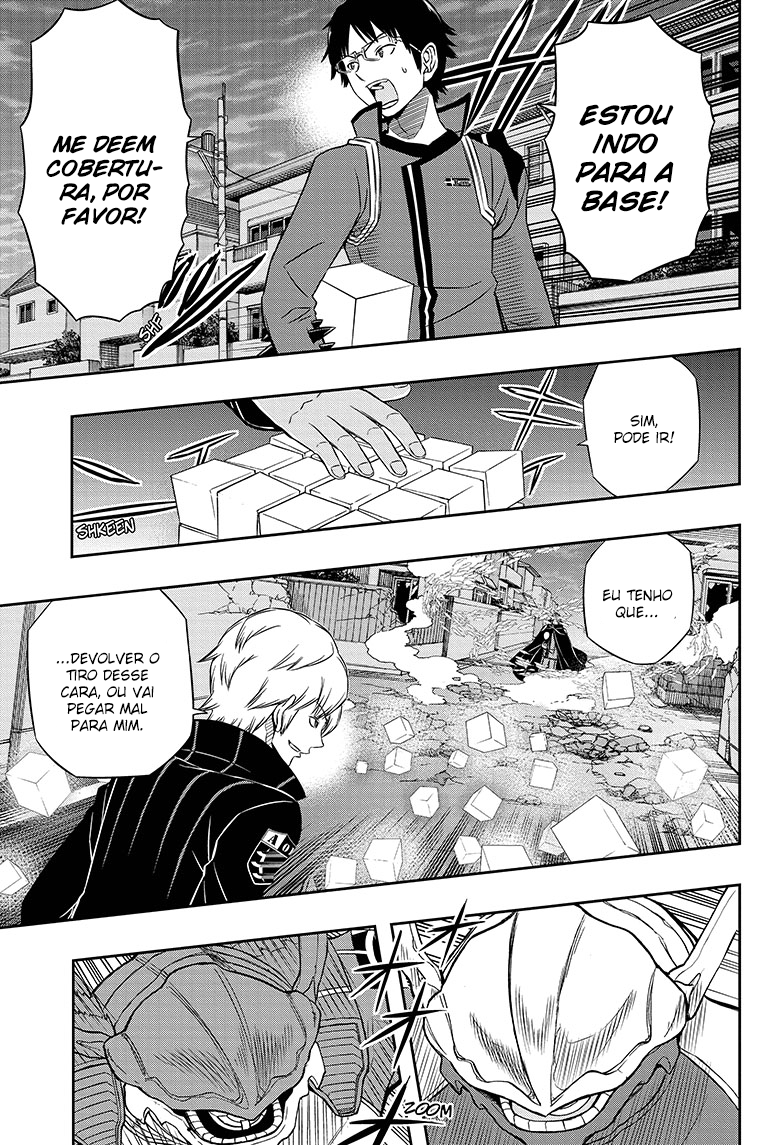 ESTOU
INDO
PARA A
BASE!
ME DEEM
COBERTU-
RA, POR
FAVOR!
SHF
SIM,
PODE IR!
SHKEEN
EU TENHO
QUE...
...DEVOLVER O
TIRO DESSE
CARA, OU VAI
PEGAR MAL
PARA MIM.
ZOOM